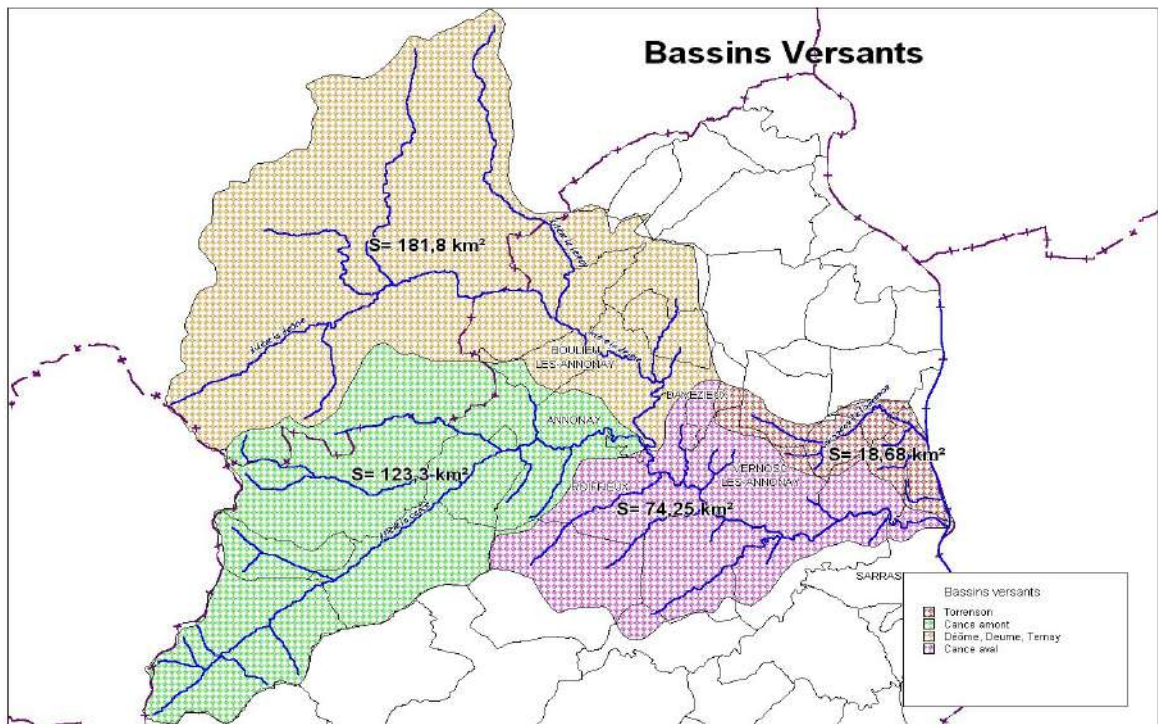 Bassins Versants
S= 181,8 km²
BOULIEU
LES-ANNONAY
DAVEZIEUX
ANNONAY
S= 18,68 km²
S= 123,3 km²
VERNOSC
LES-ANNONAY
ROIFFIEUX
S= 74,25 km²
SARRAS
Bassins versants
Torrenson
Cance amont
Déôme, Deume, Ternay
Cance aval